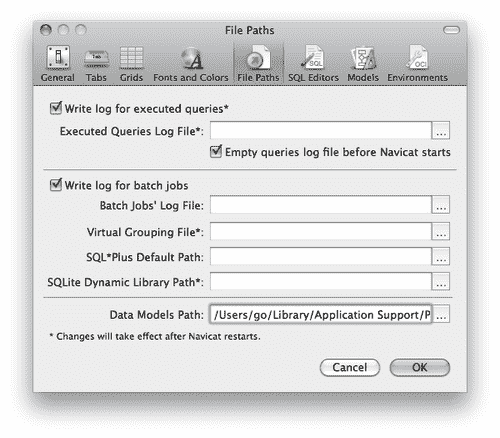 File Paths
Tab
SQL
OCI
General Tabs Grids Fonts and Colors File Paths SQL Editors Models Environments
Write log for executed queries*
Executed Queries Log File*: ...
Empty queries log file before Navicat starts
Write log for batch jobs
Batch Jobs' Log File: ...
Virtual Grouping File*: ...
SQL*Plus Default Path: ...
SQLite Dynamic Library Path*: ...
Data Models Path: /Users/go/Library/Application Support/P ...
* Changes will take effect after Navicat restarts.
Cancel OK